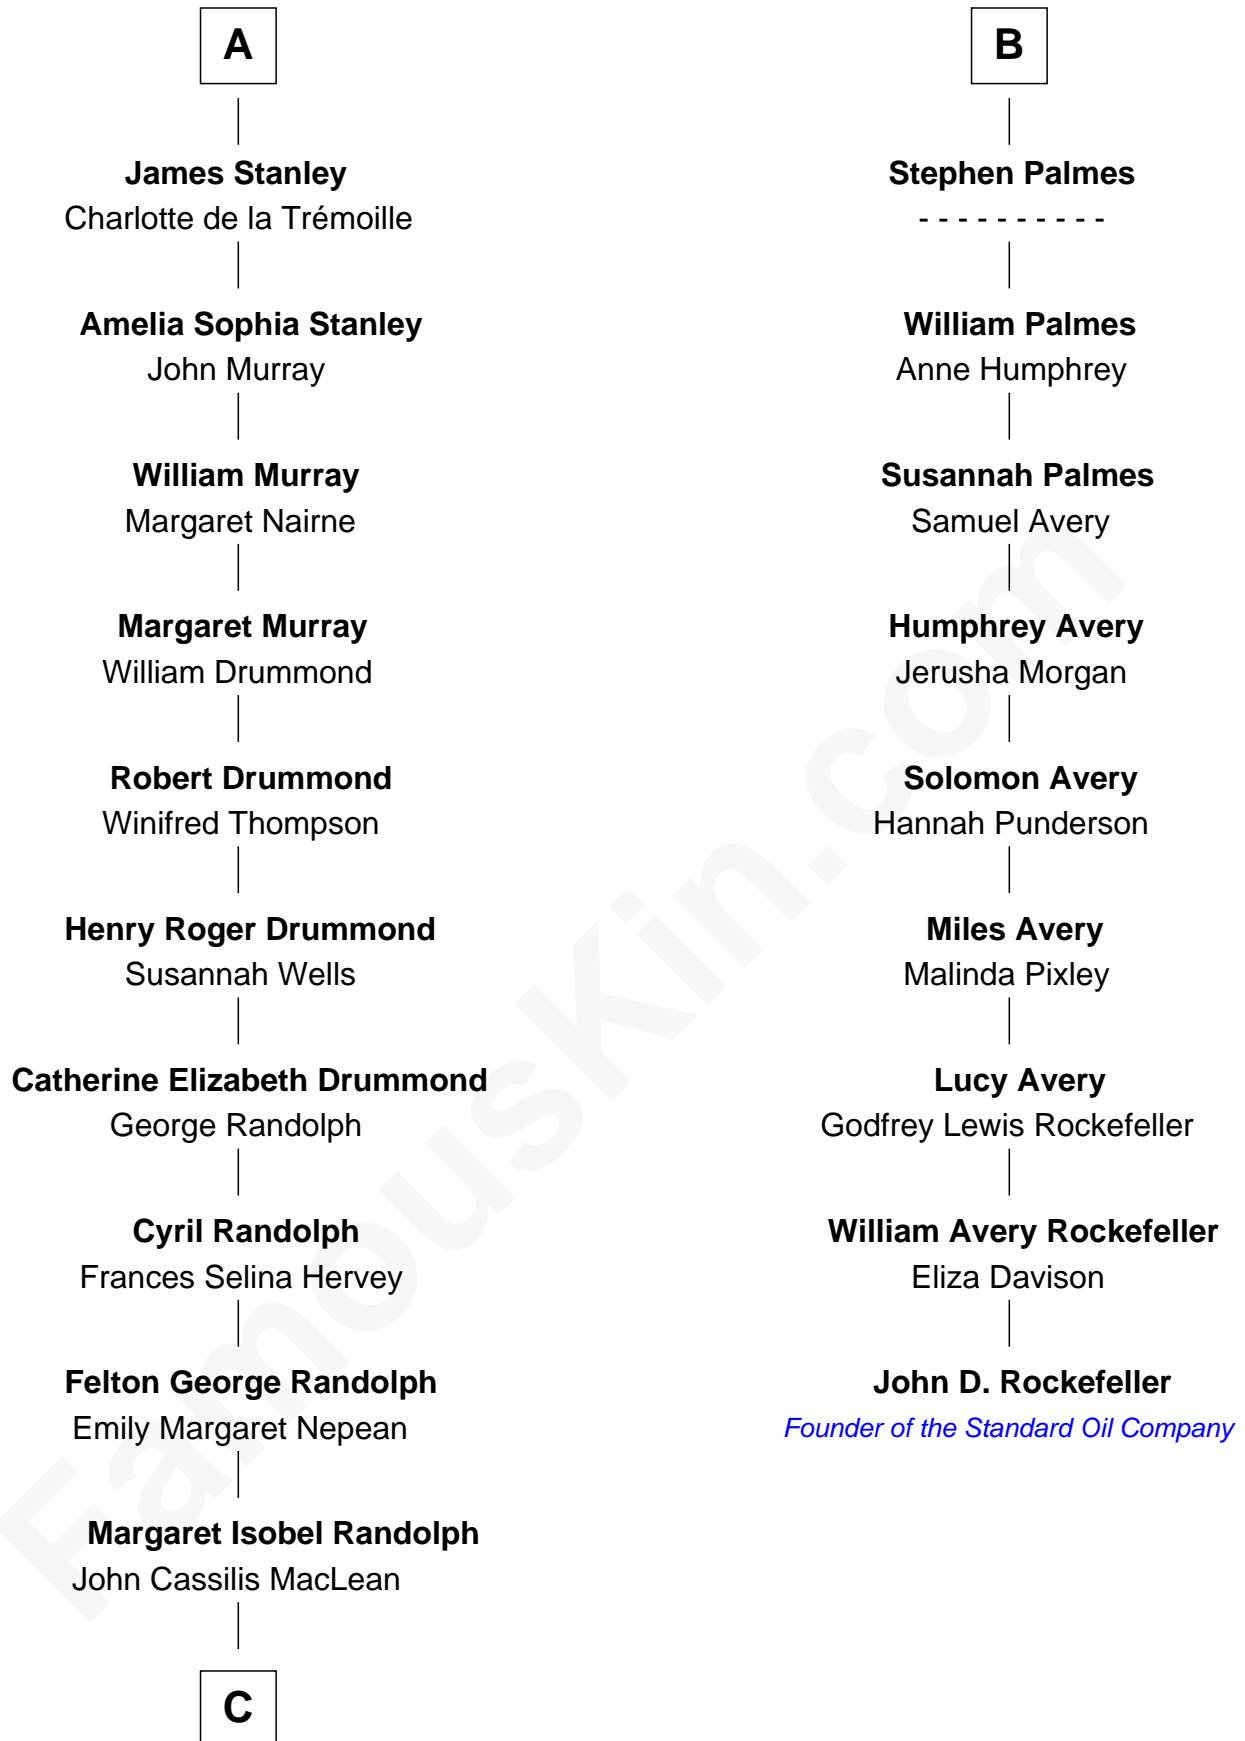 A
James Stanley
Charlotte de la Trémoille
Amelia Sophia Stanley
John Murray
William Murray
Margaret Nairne
Margaret Murray
William Drummond
Robert Drummond
Winifred Thompson
Henry Roger Drummond
Susannah Wells
Catherine Elizabeth Drummond
George Randolph
Cyril Randolph
Frances Selina Hervey
Felton George Randolph
Emily Margaret Nepean
Margaret Isobel Randolph
John Cassilis MacLean
C
B
Stephen Palmes
- - - - - - - - - -
William Palmes
Anne Humphrey
Susannah Palmes
Samuel Avery
Humphrey Avery
Jerusha Morgan
Solomon Avery
Hannah Punderson
Miles Avery
Malinda Pixley
Lucy Avery
Godfrey Lewis Rockefeller
William Avery Rockefeller
Eliza Davison
John D. Rockefeller
Founder of the Standard Oil Company
FamousKin.com